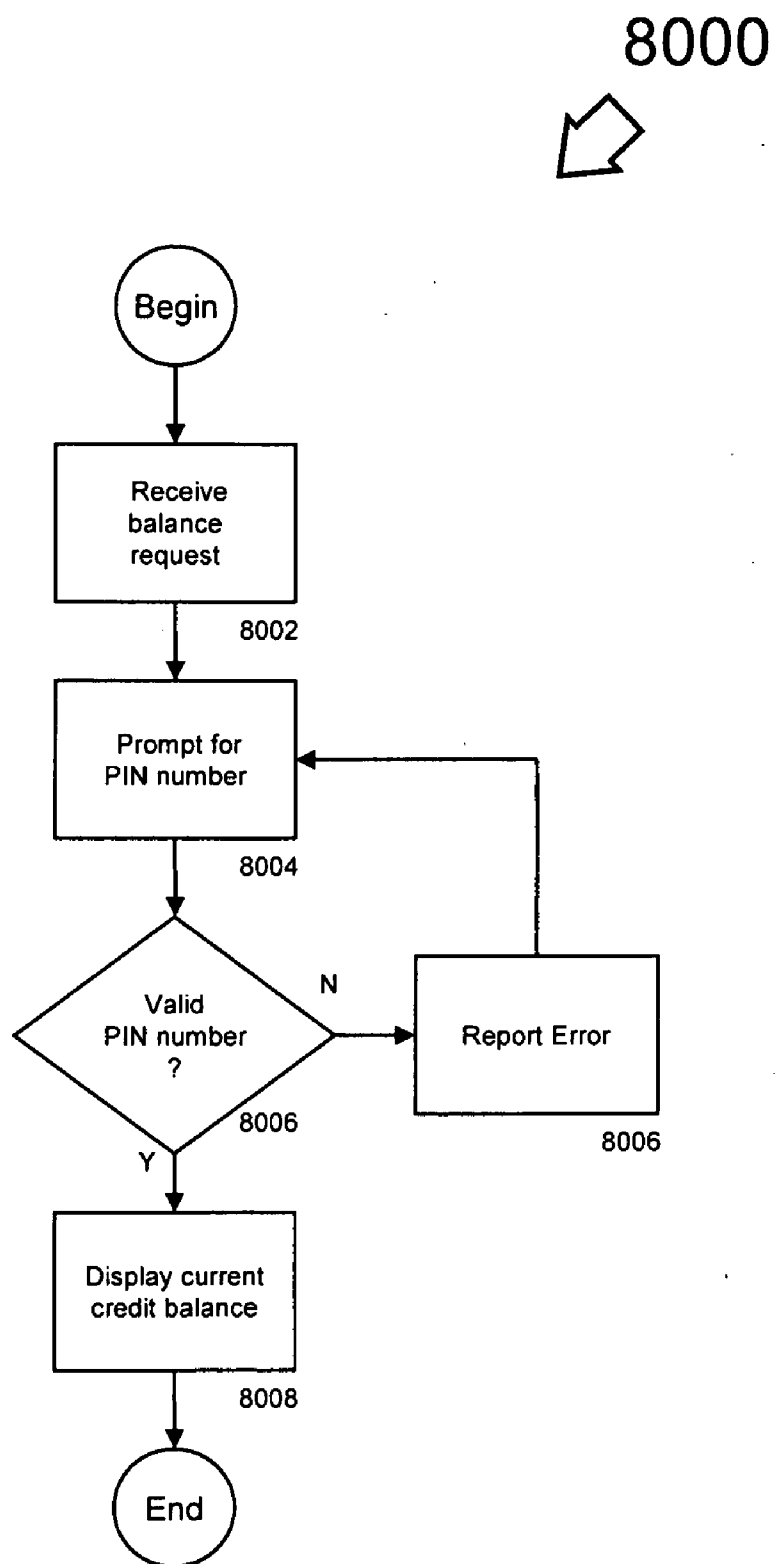 8000
Begin
Receive
balance
request
8002
Prompt for
PIN number
8004
Valid
PIN number
?
8006
N
Report Error
8006
Y
Display current
credit balance
8008
End